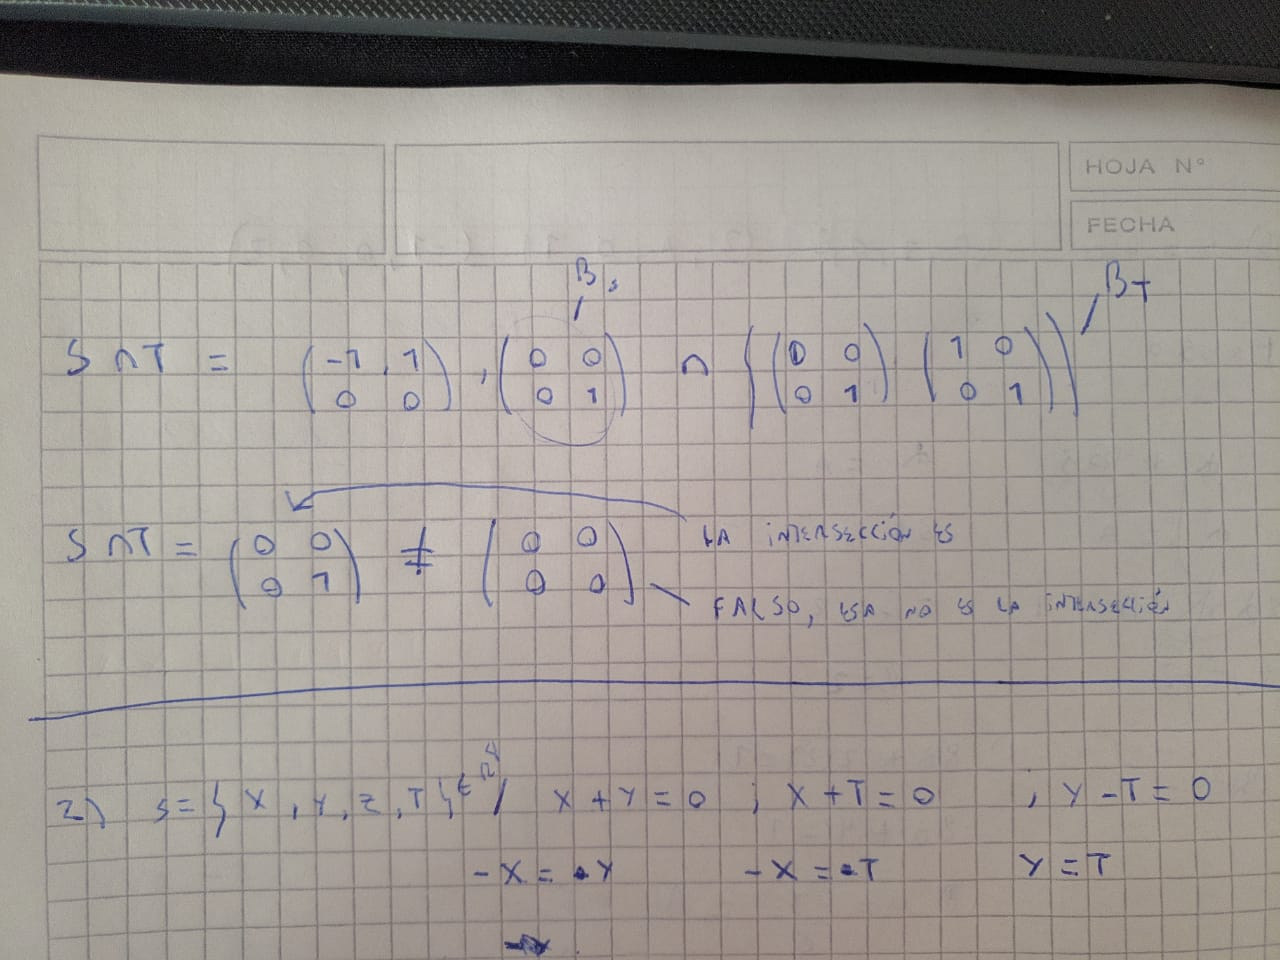 HOJA N°
FECHA
Bs
BT
S ∩T = (-1, 1 / 0 0), (0 0 / 0 1) ∩ {(0 0 / 0 1) (1 0 / 0 1)}
S ∩T = (0 0 / 0 1) ≠ (0 0 / 0 0)
LA INTERSECCIÓN ES
FALSO, ESA NO ES LA INTERSECCIÓN
2) S={ X, Y, Z, T }∈ R4 / X + Y = 0 ; X + T = 0 ; Y - T = 0
- X = Y - X = T Y = T